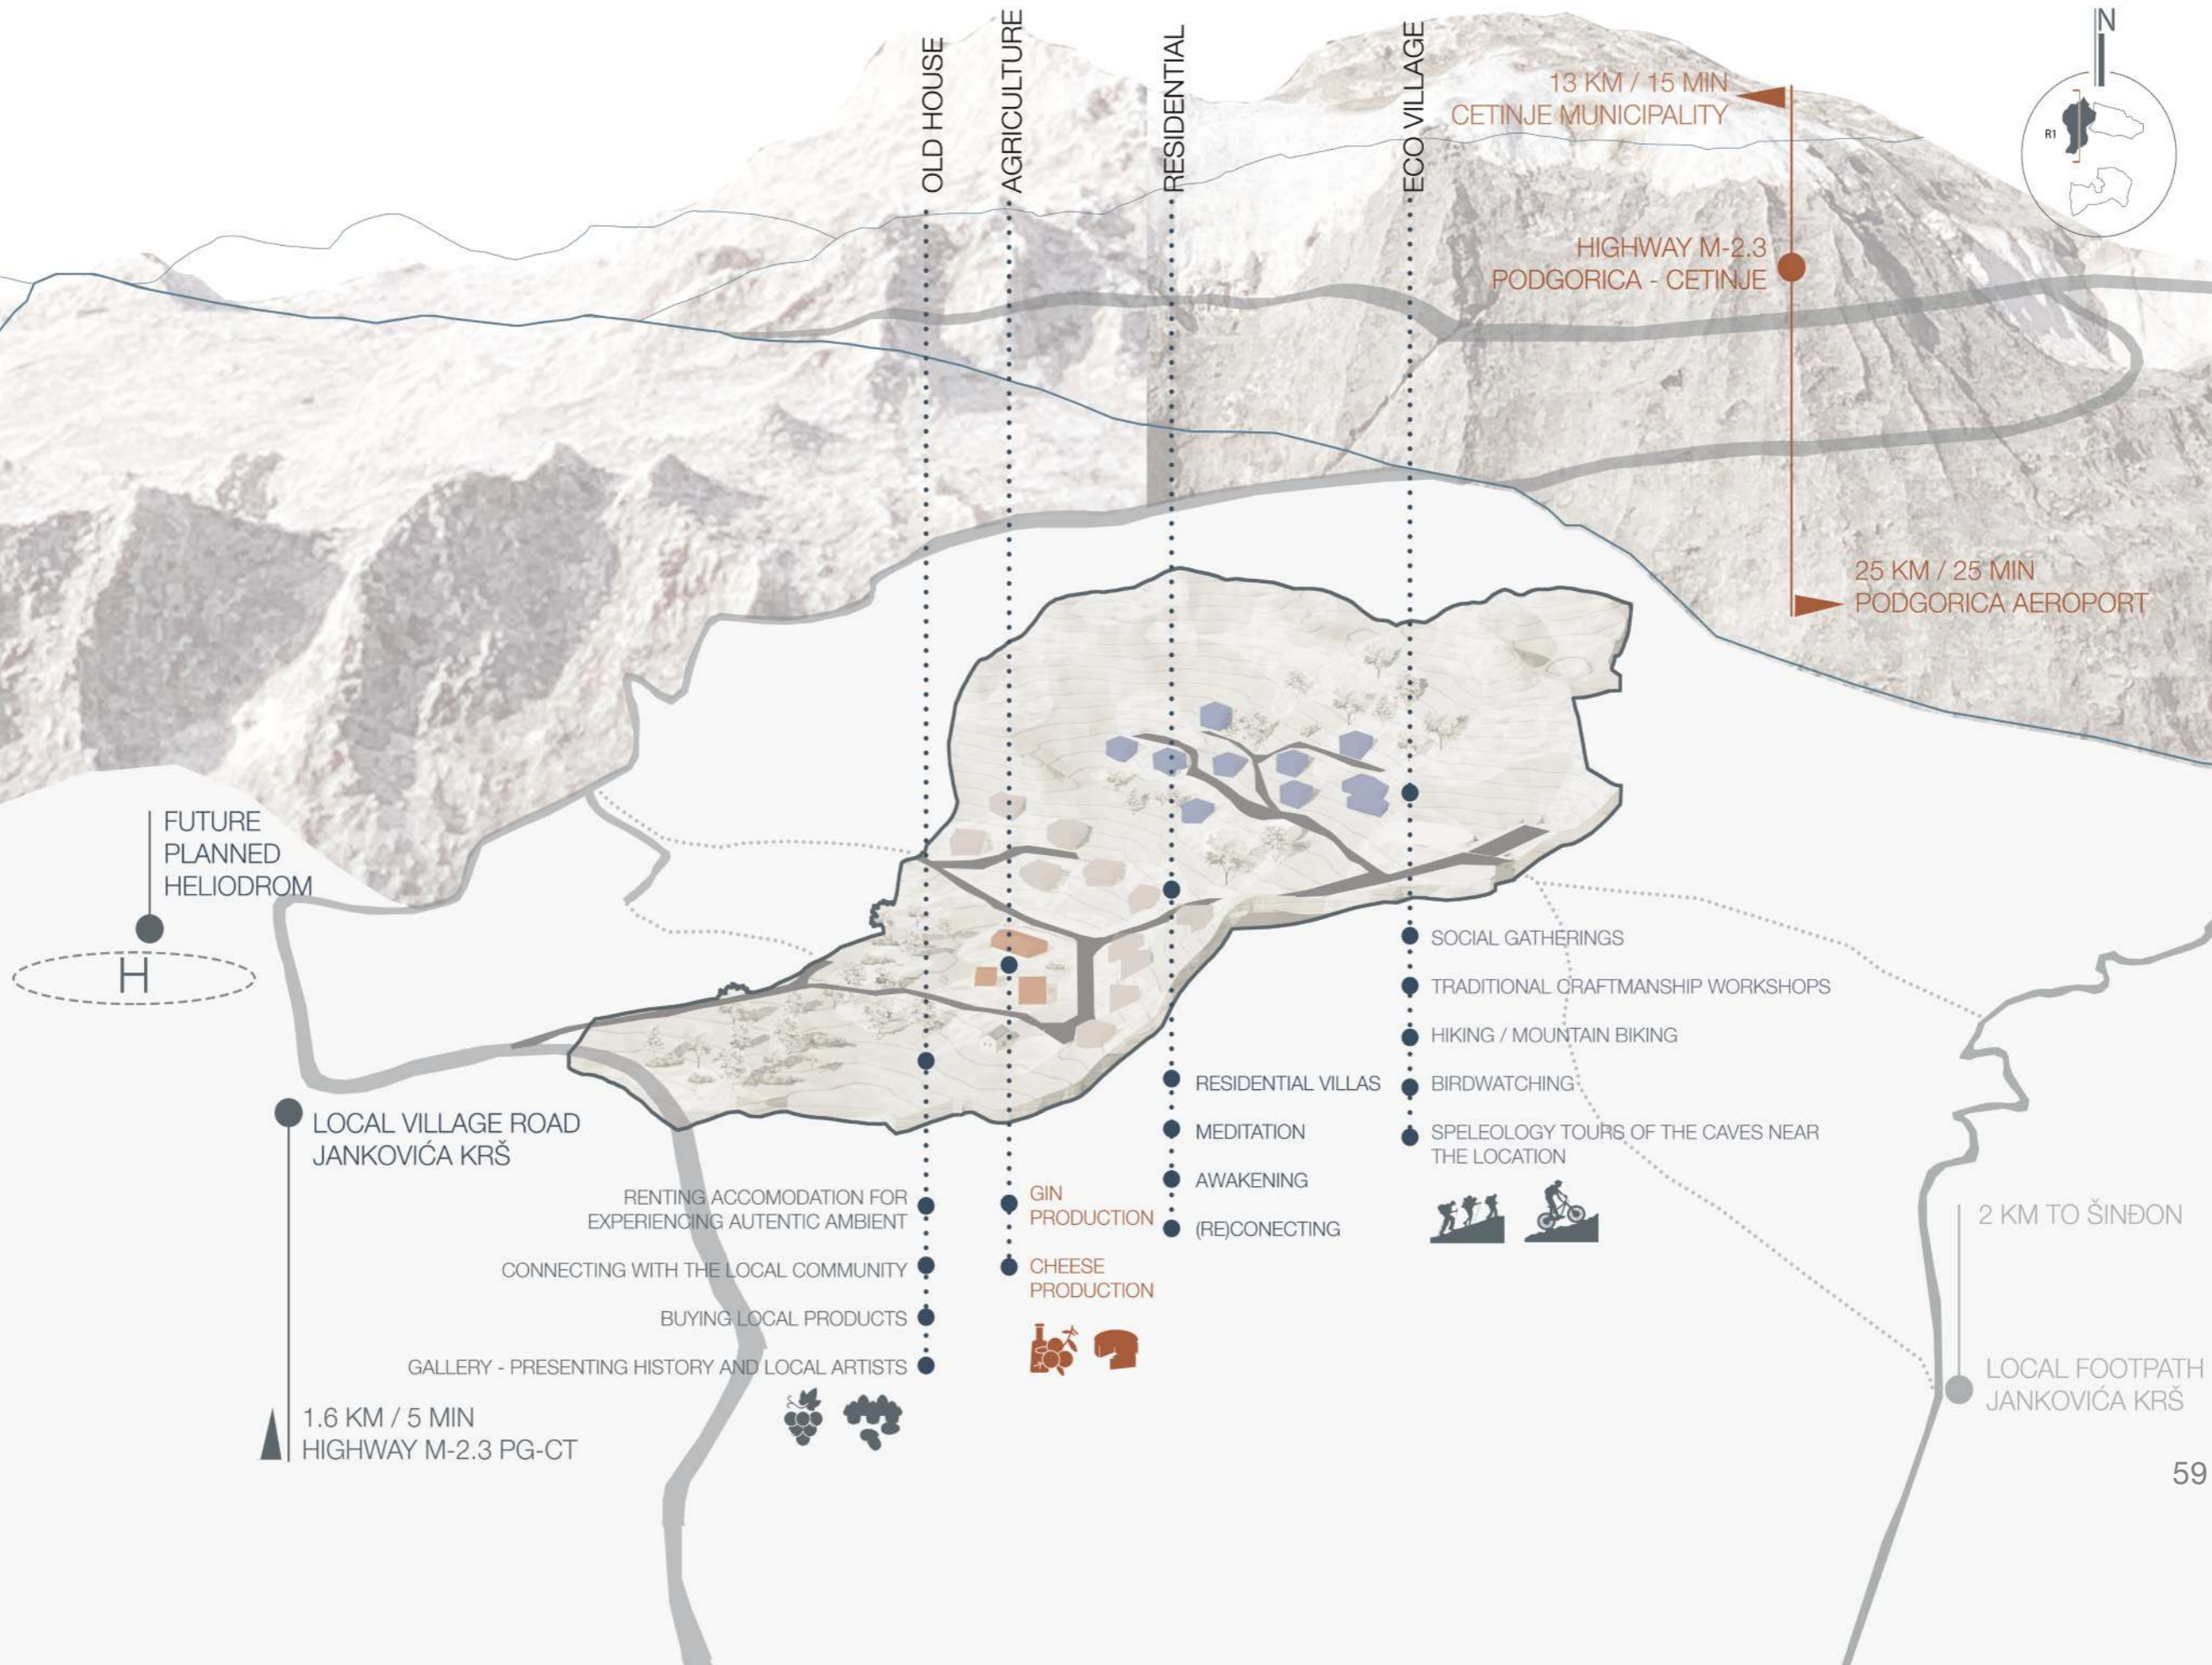 OLD HOUSE
AGRICULTURE
RESIDENTIAL
ECO VILLAGE
N
R1
13 KM / 15 MIN
CETINJE MUNICIPALITY
HIGHWAY M-2.3
PODGORICA - CETINJE
25 KM / 25 MIN
PODGORICA AEROPORT
FUTURE
PLANNED
HELIODROM
H
LOCAL VILLAGE ROAD
JANKOVIĆA KRŠ
1.6 KM / 5 MIN
HIGHWAY M-2.3 PG-CT
RENTING ACCOMODATION FOR
EXPERIENCING AUTENTIC AMBIENT
CONNECTING WITH THE LOCAL COMMUNITY
BUYING LOCAL PRODUCTS
GALLERY - PRESENTING HISTORY AND LOCAL ARTISTS
GIN
PRODUCTION
CHEESE
PRODUCTION
RESIDENTIAL VILLAS
MEDITATION
AWAKENING
(RE)CONECTING
SOCIAL GATHERINGS
TRADITIONAL CRAFTMANSHIP WORKSHOPS
HIKING / MOUNTAIN BIKING
BIRDWATCHING
SPELEOLOGY TOURS OF THE CAVES NEAR
THE LOCATION
2 KM TO ŠINĐON
LOCAL FOOTPATH
JANKOVIĆA KRŠ
59